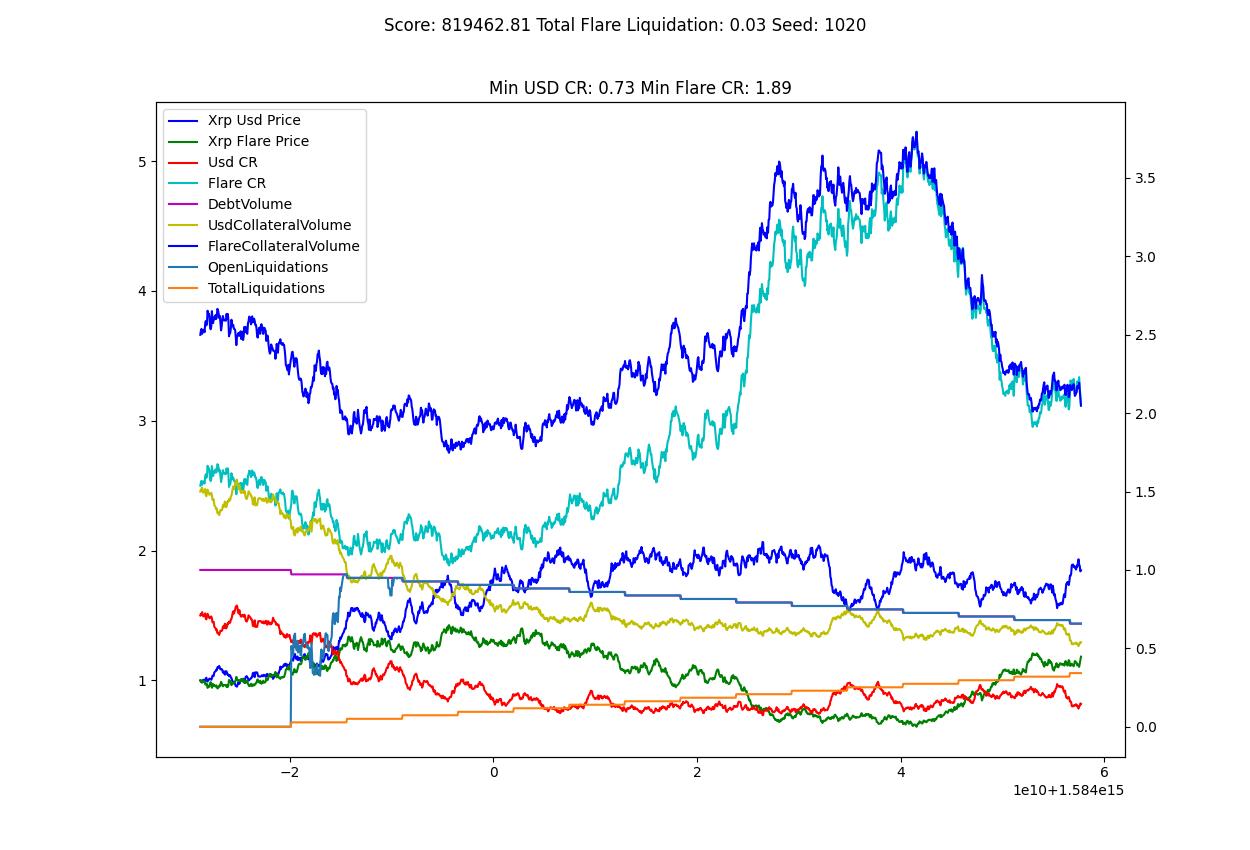 Score: 819462.81 Total Flare Liquidation: 0.03 Seed: 1020
Min USD CR: 0.73 Min Flare CR: 1.89
Xrp Usd Price
Xrp Flare Price
Usd CR
Flare CR
DebtVolume
UsdCollateralVolume
FlareCollateralVolume
OpenLiquidations
TotalLiquidations
5
4
3
2
1
3.5
3.0
2.5
2.0
1.5
1.0
0.5
0.0
−2 0 2 4 6
1e10+1.584e15